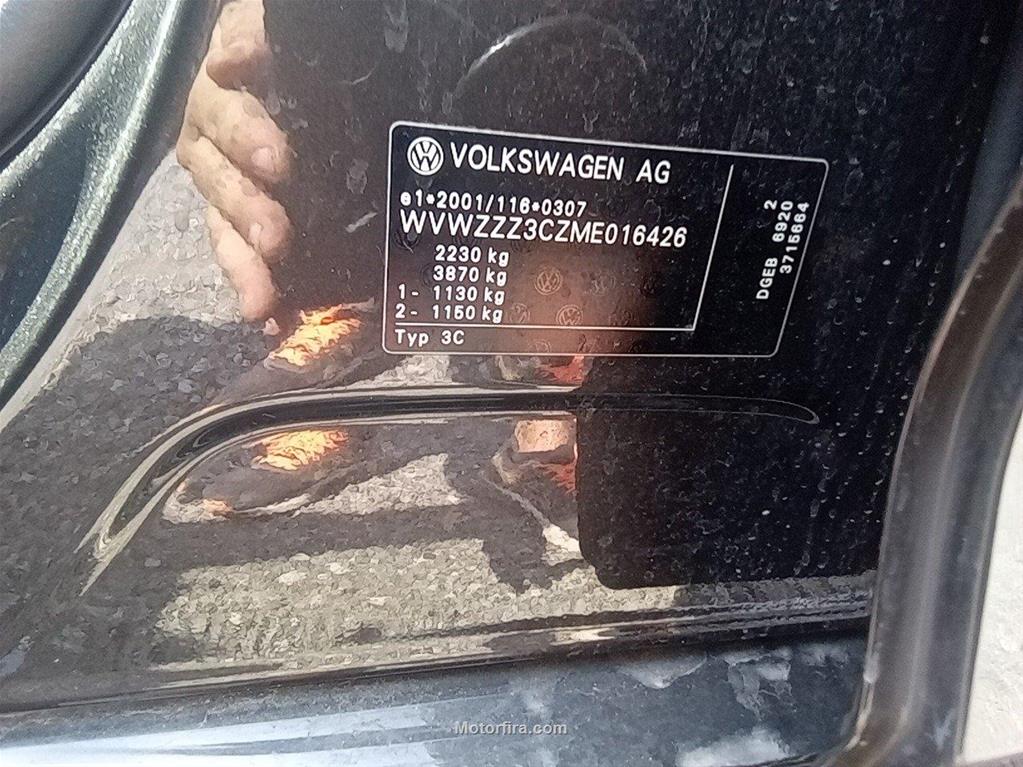 VOLKSWAGEN AG
e1*2001/116*0307
WVWZZZ3CZME016426
2230 kg
3870 kg
1- 1130 kg
2- 1150 kg
Typ 3C
2
DGEB 6920
3715664
Motorfira.com